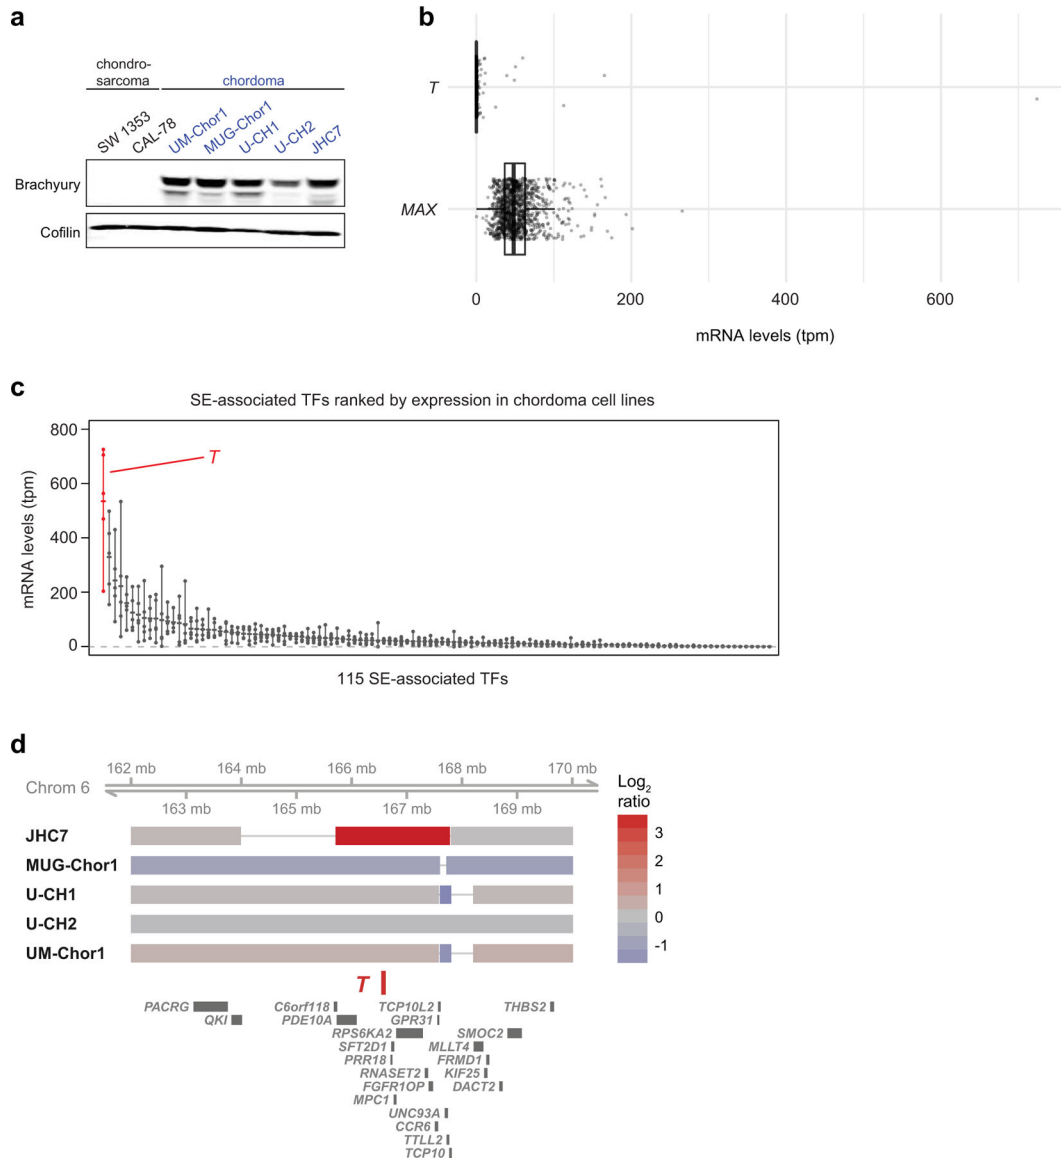 a
chondro-
sarcoma
chordoma
SW 1353
CAL-78
UM-Chor1
MUG-Chor1
U-CH1
U-CH2
JHC7
Brachyury
Cofilin
b
T
MAX
0
200
400
600
mRNA levels (tpm)
c
SE-associated TFs ranked by expression in chordoma cell lines
800
600
400
200
0
mRNA levels (tpm)
T
115 SE-associated TFs
d
162 mb 164 mb 166 mb 168 mb 170 mb
Chrom 6
163 mb 165 mb 167 mb 169 mb
JHC7
MUG-Chor1
U-CH1
U-CH2
UM-Chor1
Log2
ratio
3
2
1
0
-1
T
PACRG C6orf118 TCP10L2 THBS2
QKI PDE10A GPR31
RPS6KA2 SMOC2
SFT2D1 MLLT4
PRR18 FRMD1
RNASET2 KIF25
FGFR1OP DACT2
MPC1
UNC93A
CCR6
TTLL2
TCP10